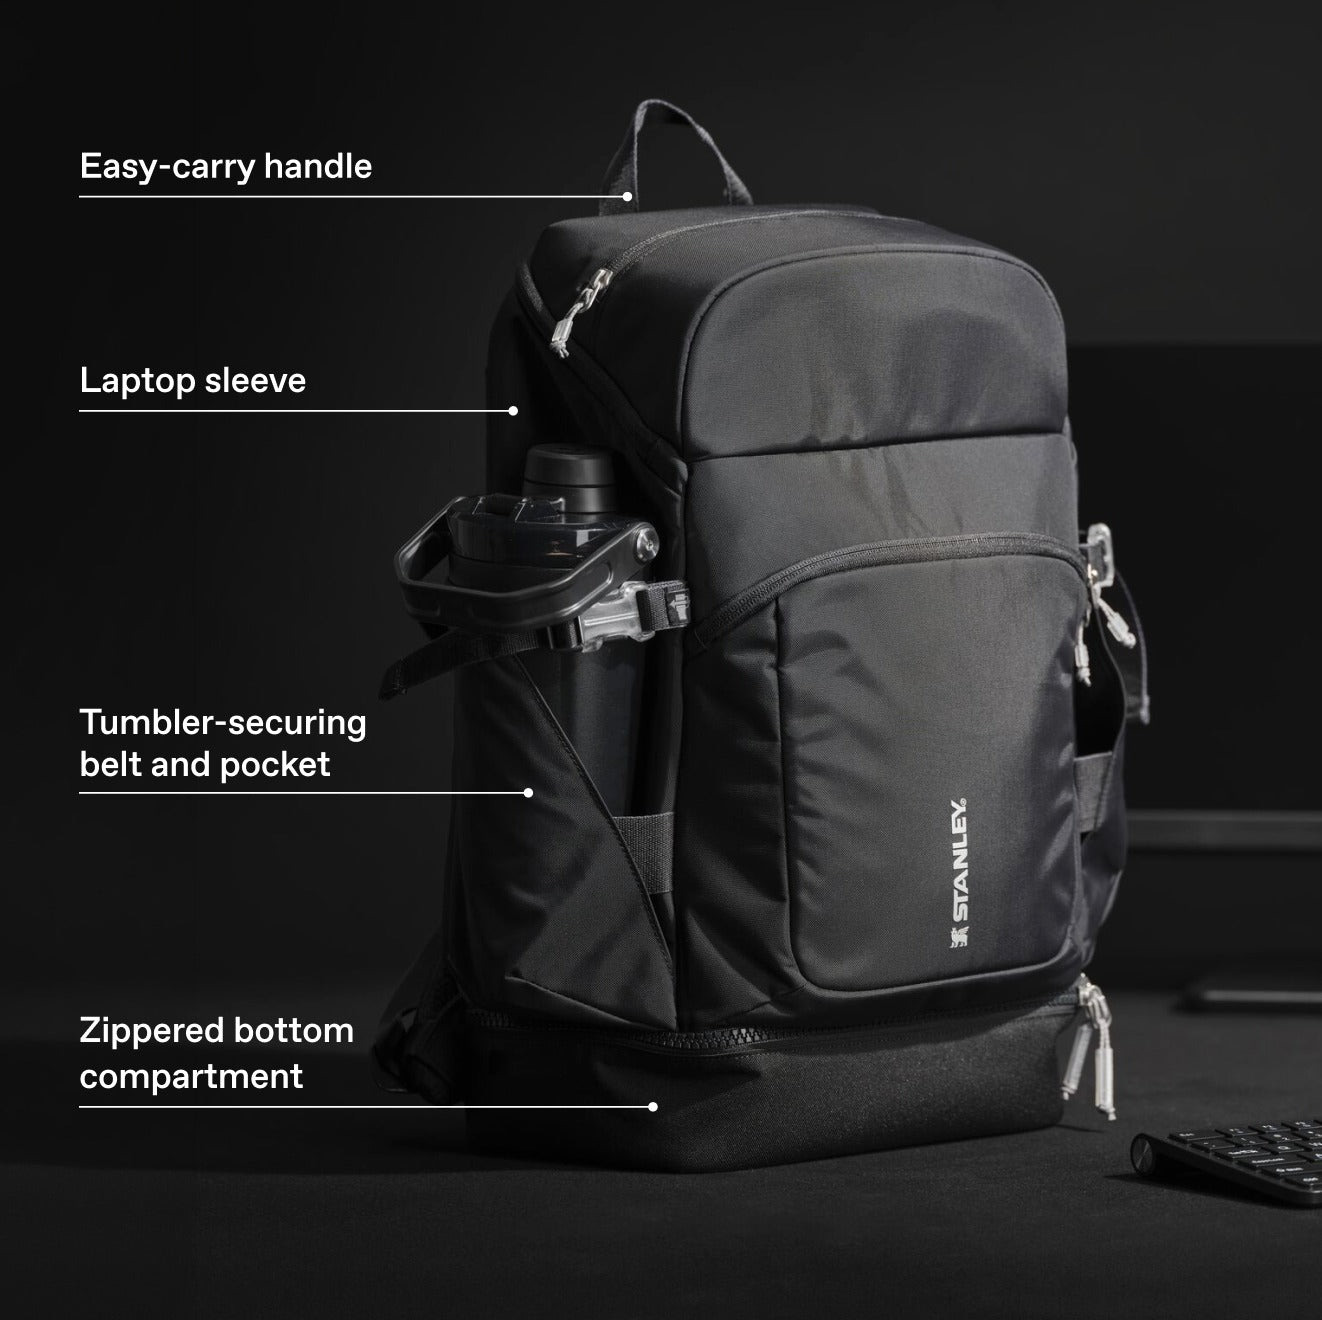 Easy-carry handle
Laptop sleeve
Tumbler-securing
belt and pocket
STANLEY®
Zippered bottom
compartment